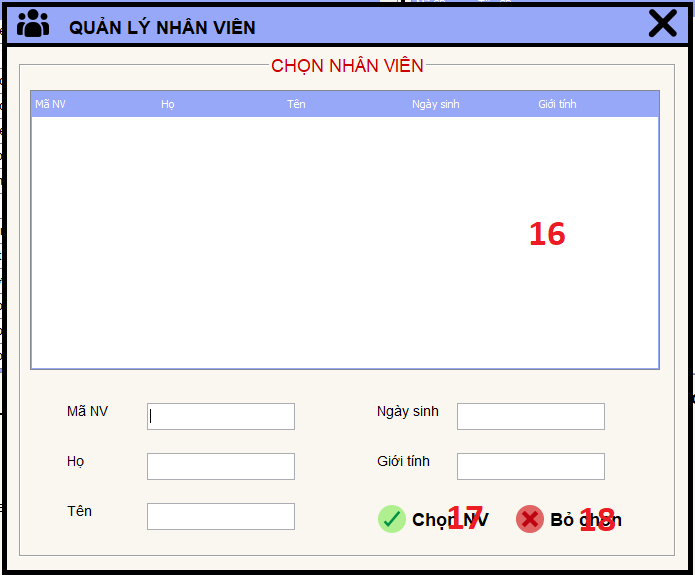 QUẢN LÝ NHÂN VIÊN
CHỌN NHÂN VIÊN
Mã NV Họ Tên Ngày sinh Giới tính
16
Mã NV Ngày sinh
Họ Giới tính
Tên Chọn NV 17 Bỏ chọn 18